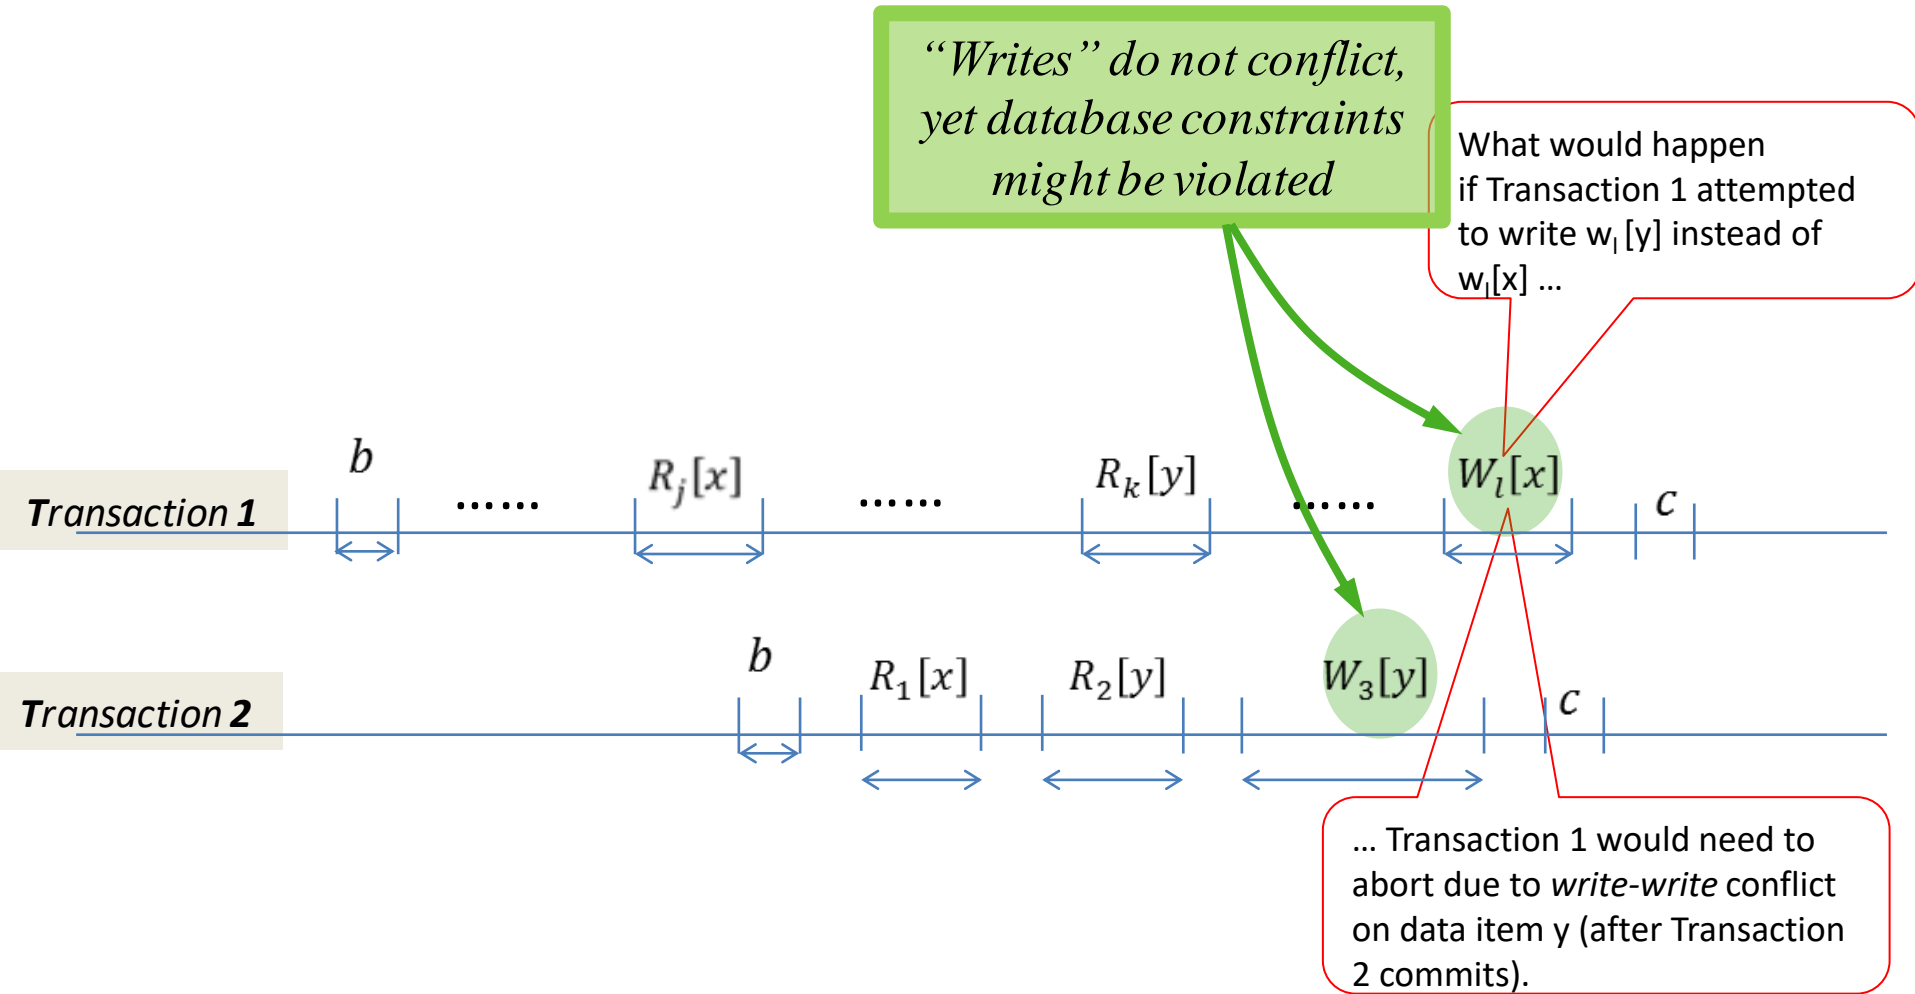 “Writes” do not conflict,
yet database constraints
might be violated
What would happen
if Transaction 1 attempted
to write wl [y] instead of
wl[x] …
b
……
Rj[x]
……
Rk[y]
……
Wl[x]
c
Transaction 1
b
R1[x]
R2[y]
W3[y]
c
Transaction 2
… Transaction 1 would need to
abort due to write-write conflict
on data item y (after Transaction
2 commits).